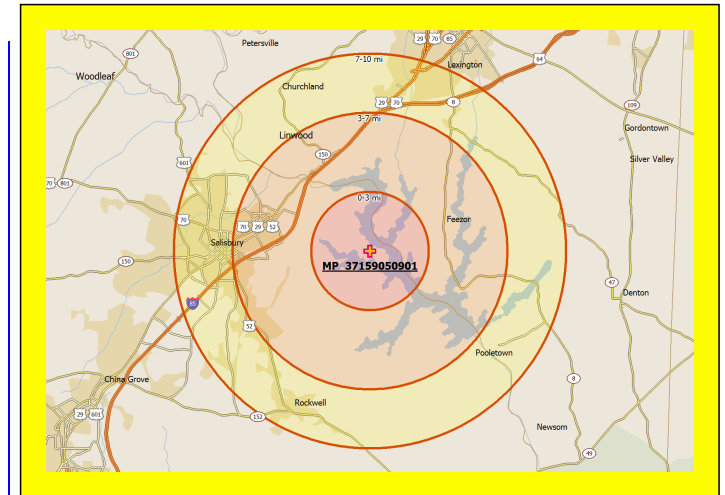 Petersville
29 70 85
801
Lexington
64
Woodleaf
7-10 mi
Churchland
29 70
8
109
3-7 mi
Gordontown
Linwood
601
150
Silver Valley
70 801
0-3 mi
70
70 29 52
Feezor
Salisbury
150
MP_37159050901
47
85
Denton
52
Pooletown
China Grove
8
Rockwell
29 601
152
Newsom
49